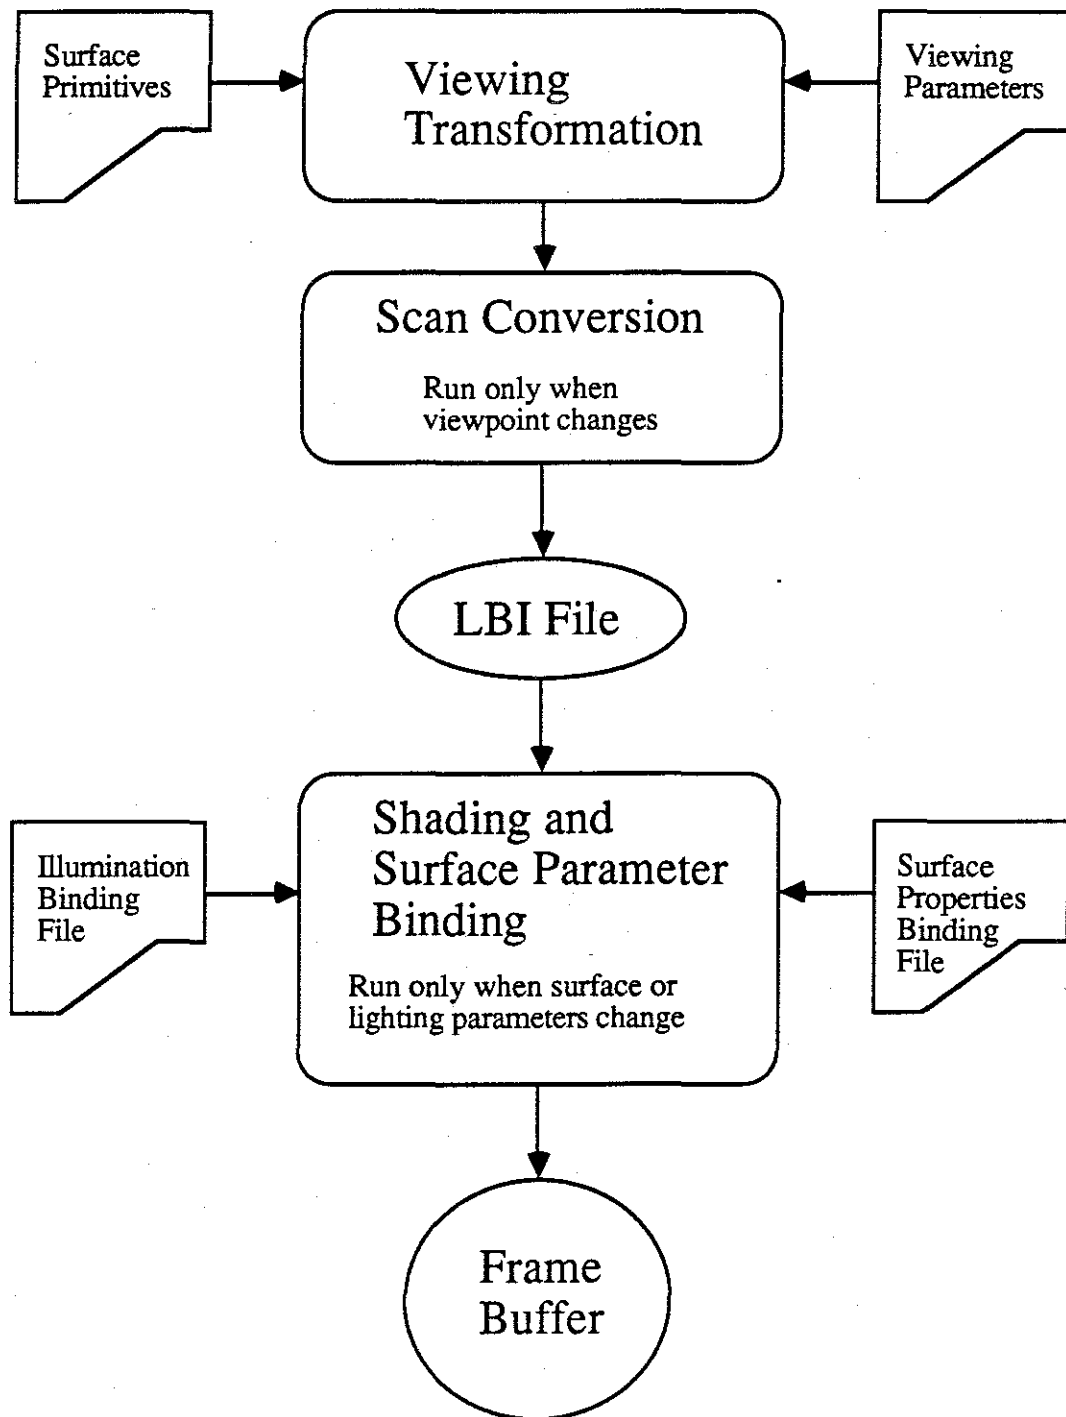 Surface
Primitives
Viewing
Transformation
Viewing
Parameters
Scan Conversion
Run only when
viewpoint changes
LBI File
Illumination
Binding
File
Shading and
Surface Parameter
Binding
Run only when surface or
lighting parameters change
Surface
Properties
Binding
File
Frame
Buffer